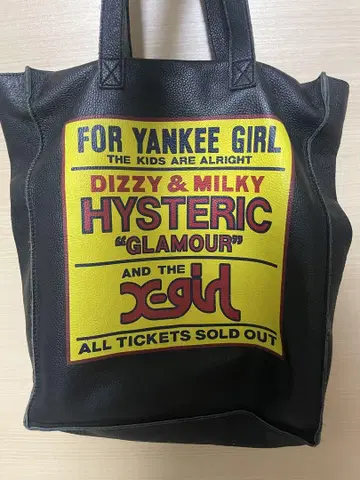 FOR YANKEE GIRL
THE KIDS ARE ALRIGHT
DIZZY & MILKY
HYSTERIC
"GLAMOUR"
AND THE
X-girl
ALL TICKETS SOLD OUT